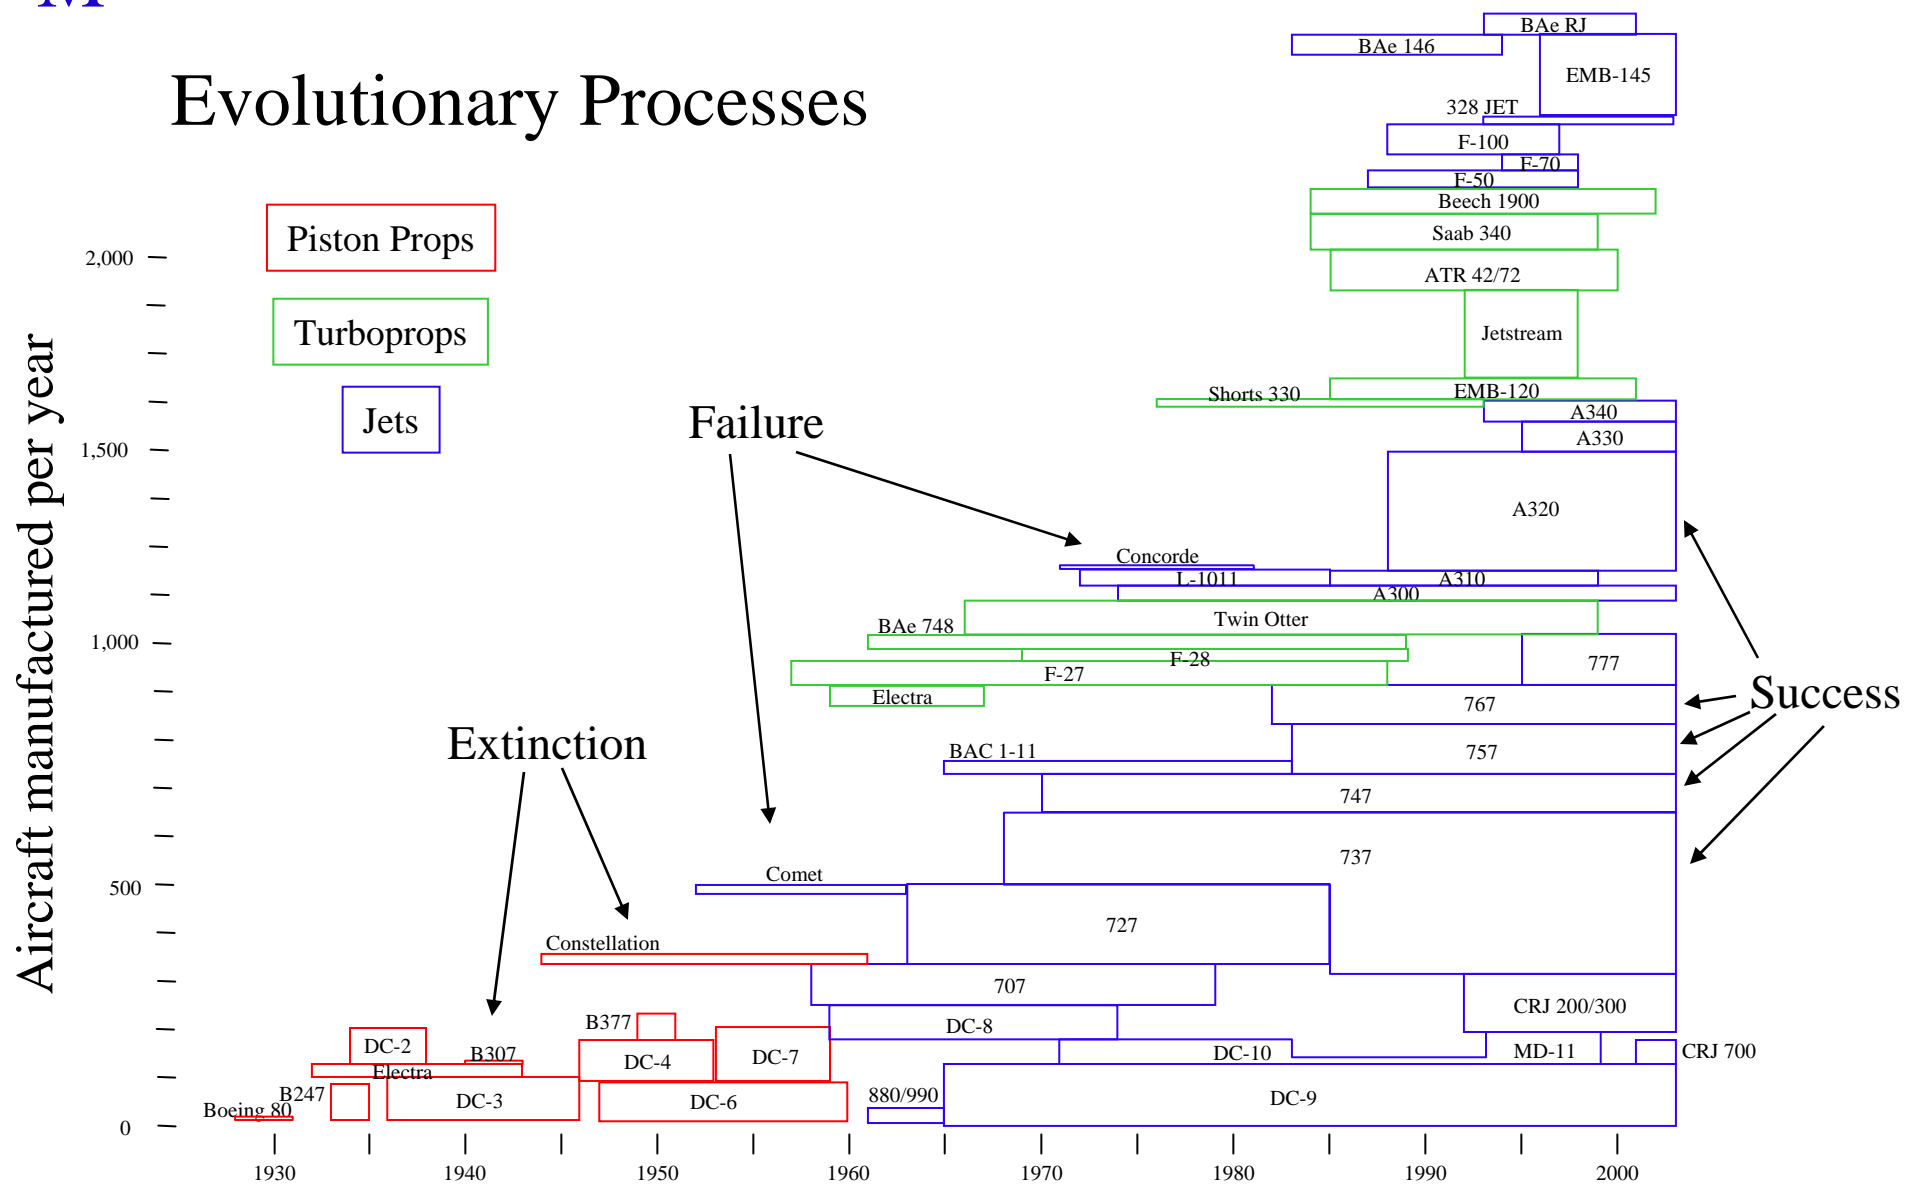 M
Evolutionary Processes
Piston Props
Turboprops
Jets
Aircraft manufactured per year
2,000
1,500
1,000
500
0
1930
1940
1950
1960
1970
1980
1990
2000
Failure
Extinction
Success
BAe RJ
BAe 146
EMB-145
328 JET
F-100
F-70
F-50
Beech 1900
Saab 340
ATR 42/72
Jetstream
EMB-120
Shorts 330
A340
A330
A320
Concorde
L-1011
A310
A300
Twin Otter
BAe 748
F-28
F-27
777
Electra
767
BAC 1-11
757
747
737
Comet
727
Constellation
707
CRJ 200/300
DC-8
B377
DC-2
B307
DC-4
DC-7
DC-10
MD-11
CRJ 700
Electra
B247
Boeing 80
DC-3
DC-6
880/990
DC-9